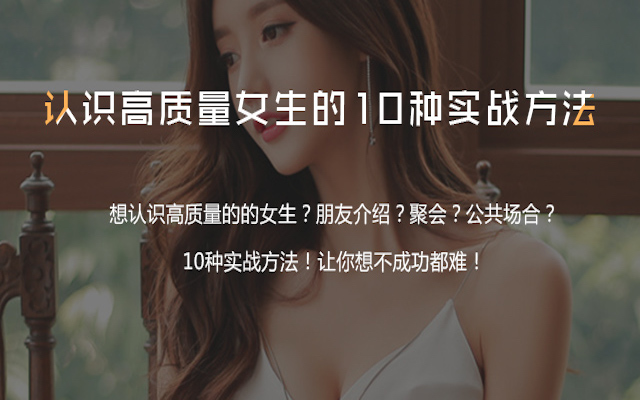 认识高质量女生的10种实战方法
想认识高质量的的女生？朋友介绍？聚会？公共场合？
10种实战方法！让你想不成功都难！